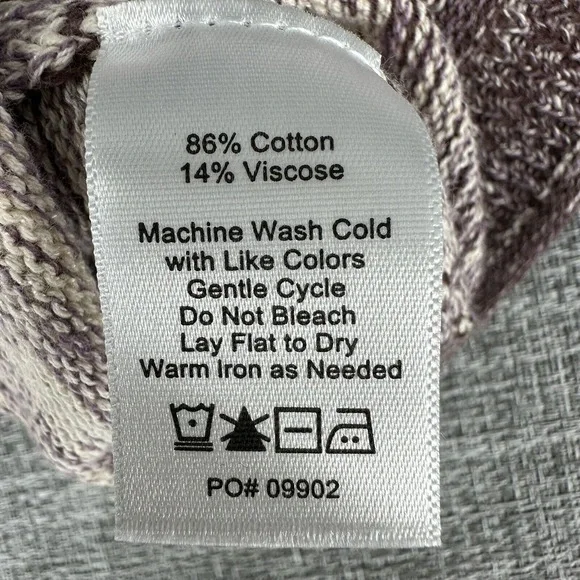 86% Cotton
14% Viscose
Machine Wash Cold
with Like Colors
Gentle Cycle
Do Not Bleach
Lay Flat to Dry
Warm Iron as Needed
PO# 09902